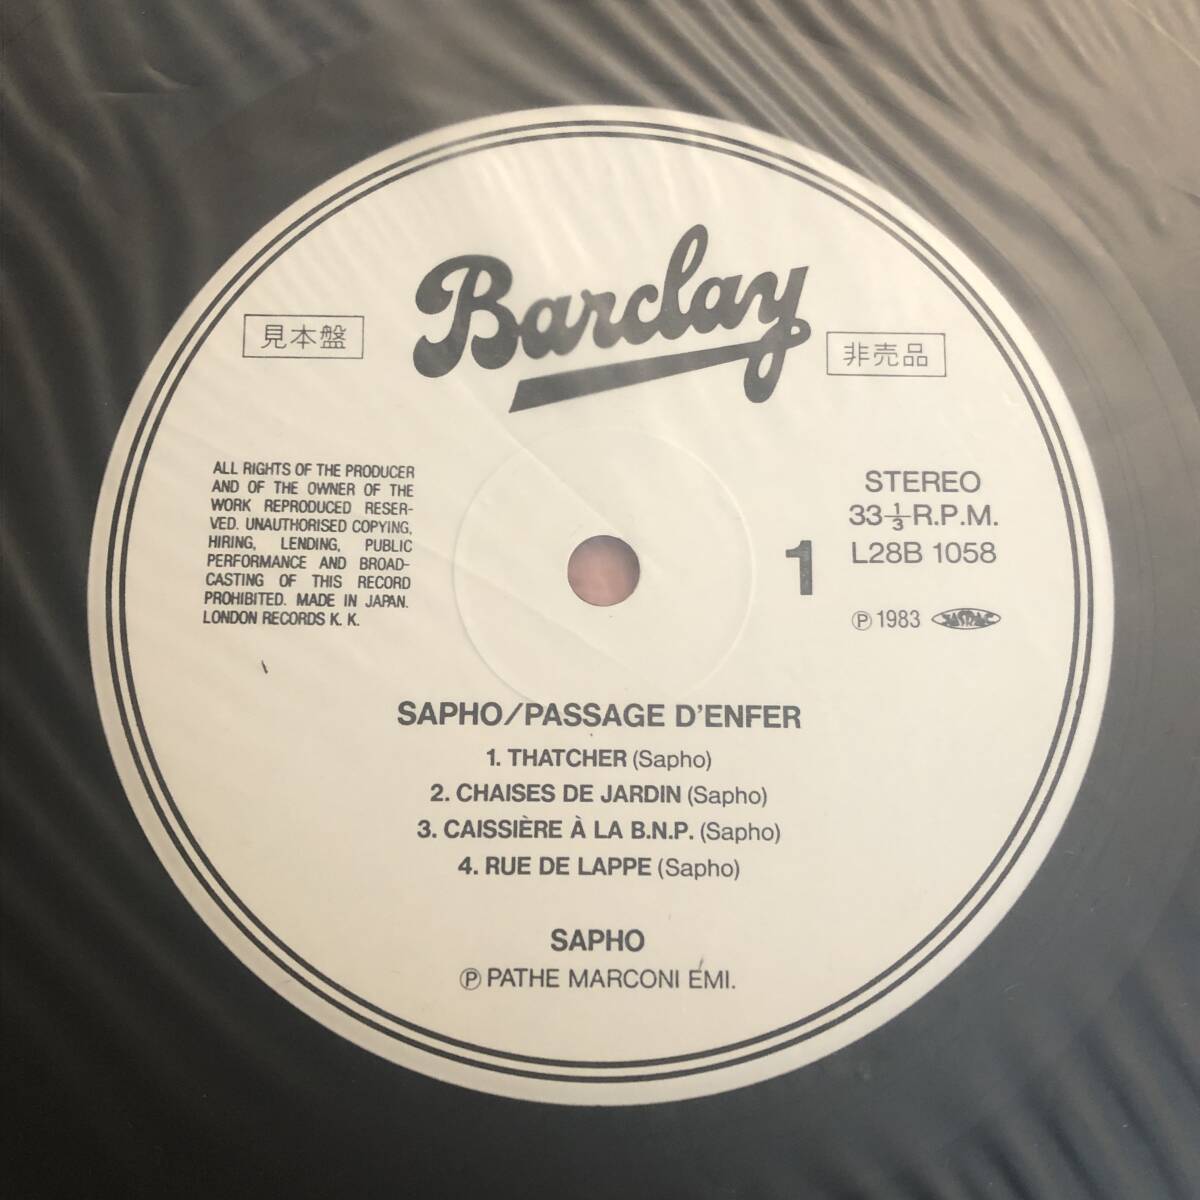 Barclay
見本盤
非売品
ALL RIGHTS OF THE PRODUCER
AND OF THE OWNER OF THE
WORK REPRODUCED RESER-
VED. UNAUTHORISED COPYING,
HIRING, LENDING, PUBLIC
PERFORMANCE AND BROAD-
CASTING OF THIS RECORD
PROHIBITED. MADE IN JAPAN.
LONDON RECORDS K. K.
STEREO
33 1/3 R.P.M.
L28B 1058
1
Ⓟ 1983 JASRAC
SAPHO/PASSAGE D'ENFER
1. THATCHER (Sapho)
2. CHAISES DE JARDIN (Sapho)
3. CAISSIÈRE À LA B.N.P. (Sapho)
4. RUE DE LAPPE (Sapho)
SAPHO
Ⓟ PATHE MARCONI EMI.